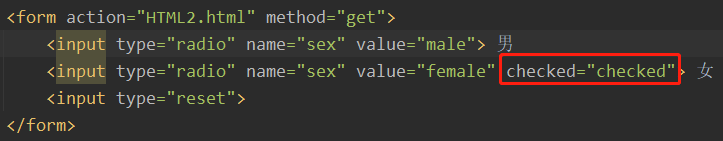 <form action="HTML2.html" method="get">
<input type="radio" name="sex" value="male"> 男
<input type="radio" name="sex" value="female" checked="checked"> 女
<input type="reset">
</form>